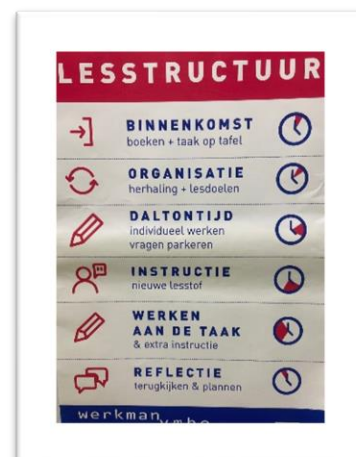 LESSTRUCTUUR
BINNENKOMST
boeken + taak op tafel
ORGANISATIE
herhaling + lesdoelen
DALTONTIJD
individueel werken
vragen parkeren
INSTRUCTIE
nieuwe lesstof
WERKEN
AAN DE TAAK
& extra instructie
REFLECTIE
terugkijken & plannen
werkman
vmbo